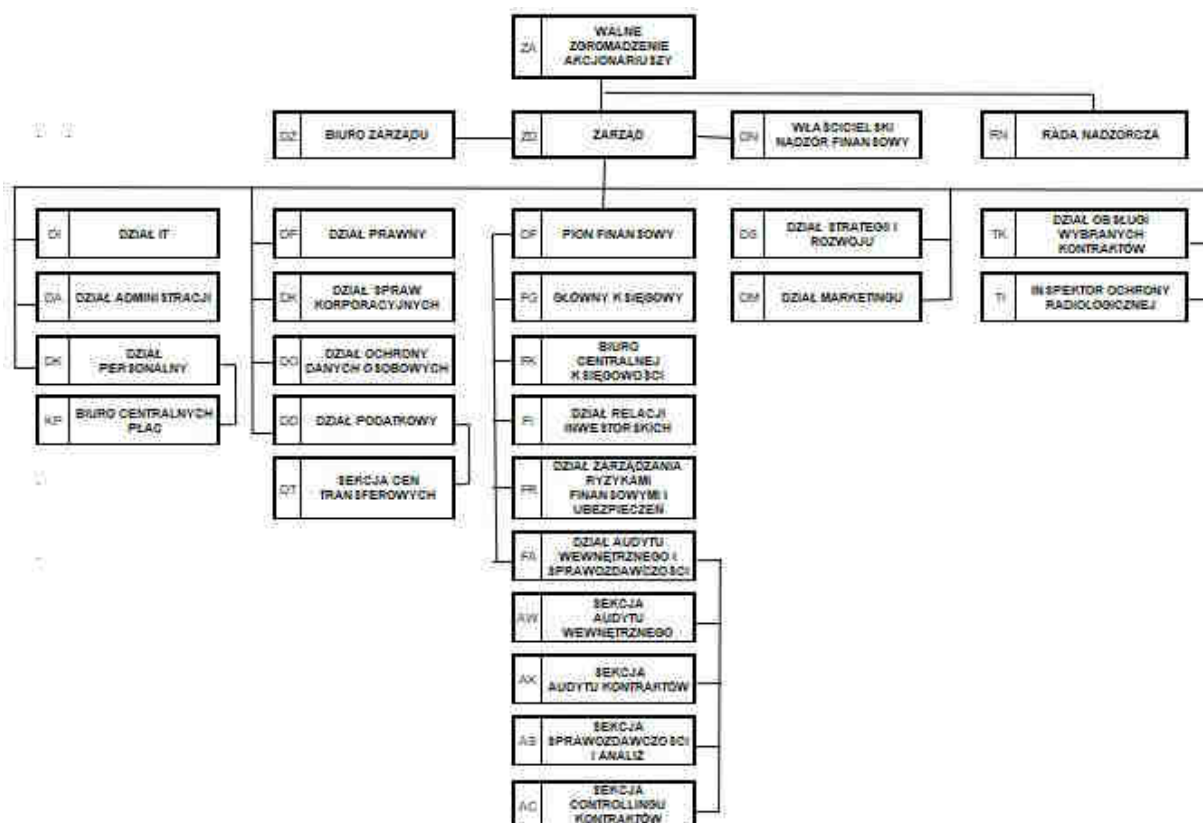 ZA
WALNE
ZGROMADZENIE
AKCJONARIUSZY
DZ
BIURO ZARZĄDU
ZD
ZARZĄD
DN
WŁAŚCICIELSKI
NADZÓR FINANSOWY
RN
RADA NADZORCZA
DI
DZIAŁ IT
DP
DZIAŁ PRAWNY
DF
PION FINANSOWY
DS
DZIAŁ STRATEGII I
ROZWOJU
TK
DZIAŁ OBSŁUGI
WYBRANYCH
KONTRAKTÓW
DA
DZIAŁ ADMINISTRACJI
DK
DZIAŁ SPRAW
KORPORACYJNYCH
FG
GŁÓWNY KSIĘGOWY
DM
DZIAŁ MARKETINGU
TI
INSPEKTOR OCHRONY
RADIOLOGICZNEJ
DK
DZIAŁ
PERSONALNY
DO
DZIAŁ OCHRONY
DANYCH OSOBOWYCH
FK
BIURO
CENTRALNEJ
KSIĘGOWOŚCI
KP
BIURO CENTRALNYCH
PŁAC
DD
DZIAŁ PODATKOWY
FI
DZIAŁ RELACJI
INWESTORSKICH
DT
SEKCJA CEN
TRANSFEROWYCH
FR
DZIAŁ ZARZĄDZANIA
RYZYKAMI
FINANSOWYMI I
UBEZPIECZEŃ
FA
DZIAŁ AUDYTU
WEWNĘTRZNEGO I
SPRAWOZDAWCZOŚCI
AW
SEKCJA
AUDYTU
WEWNĘTRZNEGO
AK
SEKCJA
AUDYTU KONTRAKTÓW
AS
SEKCJA
SPRAWOZDAWCZOŚCI
I ANALIZ
AC
SEKCJA
CONTROLLINGU
KONTRAKTÓW